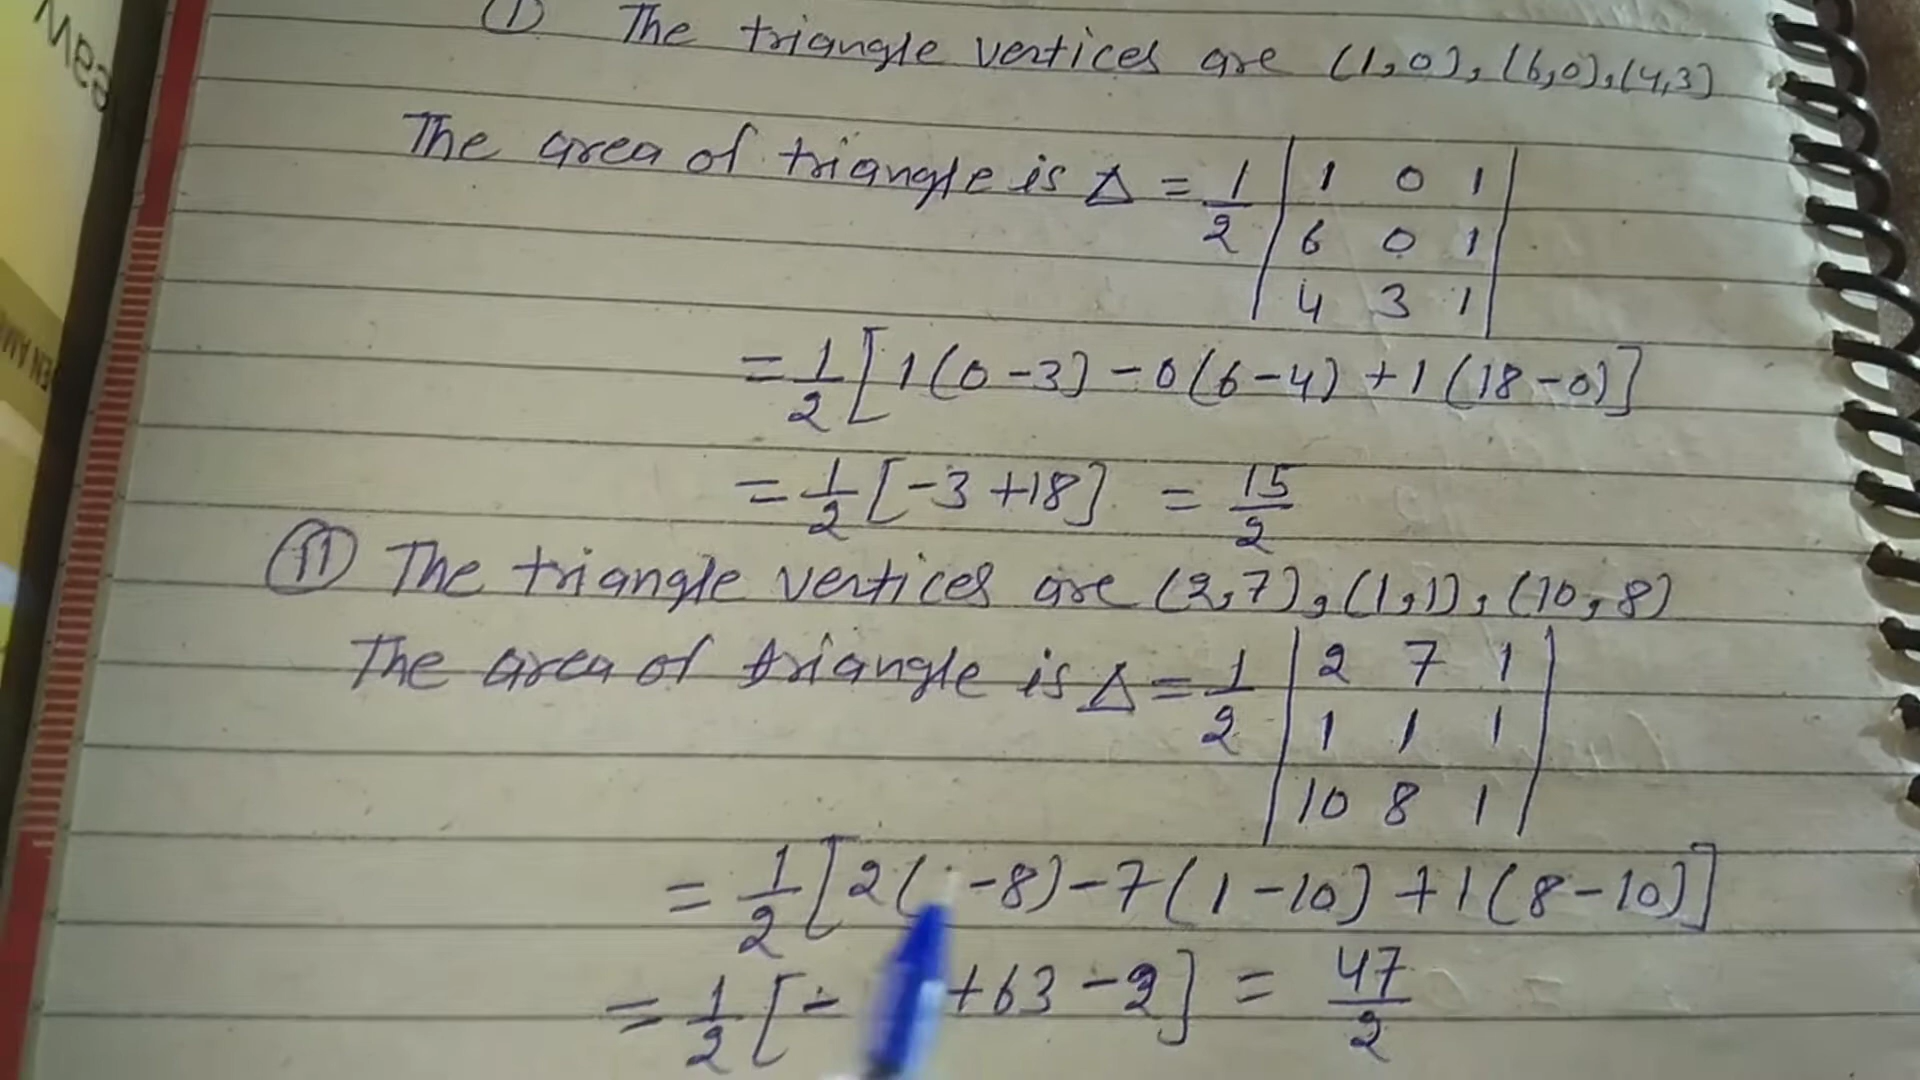 (I) The triangle vertices are (1,0), (6,0), (4,3)
The area of triangle is Δ = 1/2 | 1 0 1 |
| 6 0 1 |
| 4 3 1 |
= 1/2 [1(0-3) - 0(6-4) + 1(18-0)]
= 1/2 [-3+18] = 15/2
(II) The triangle vertices are (2,7), (1,1), (10,8)
The area of triangle is Δ = 1/2 | 2 7 1 |
| 1 1 1 |
| 10 8 1 |
= 1/2 [2( -8) - 7(1-10) + 1(8-10)]
= 1/2 [- +63 -2] = 47/2